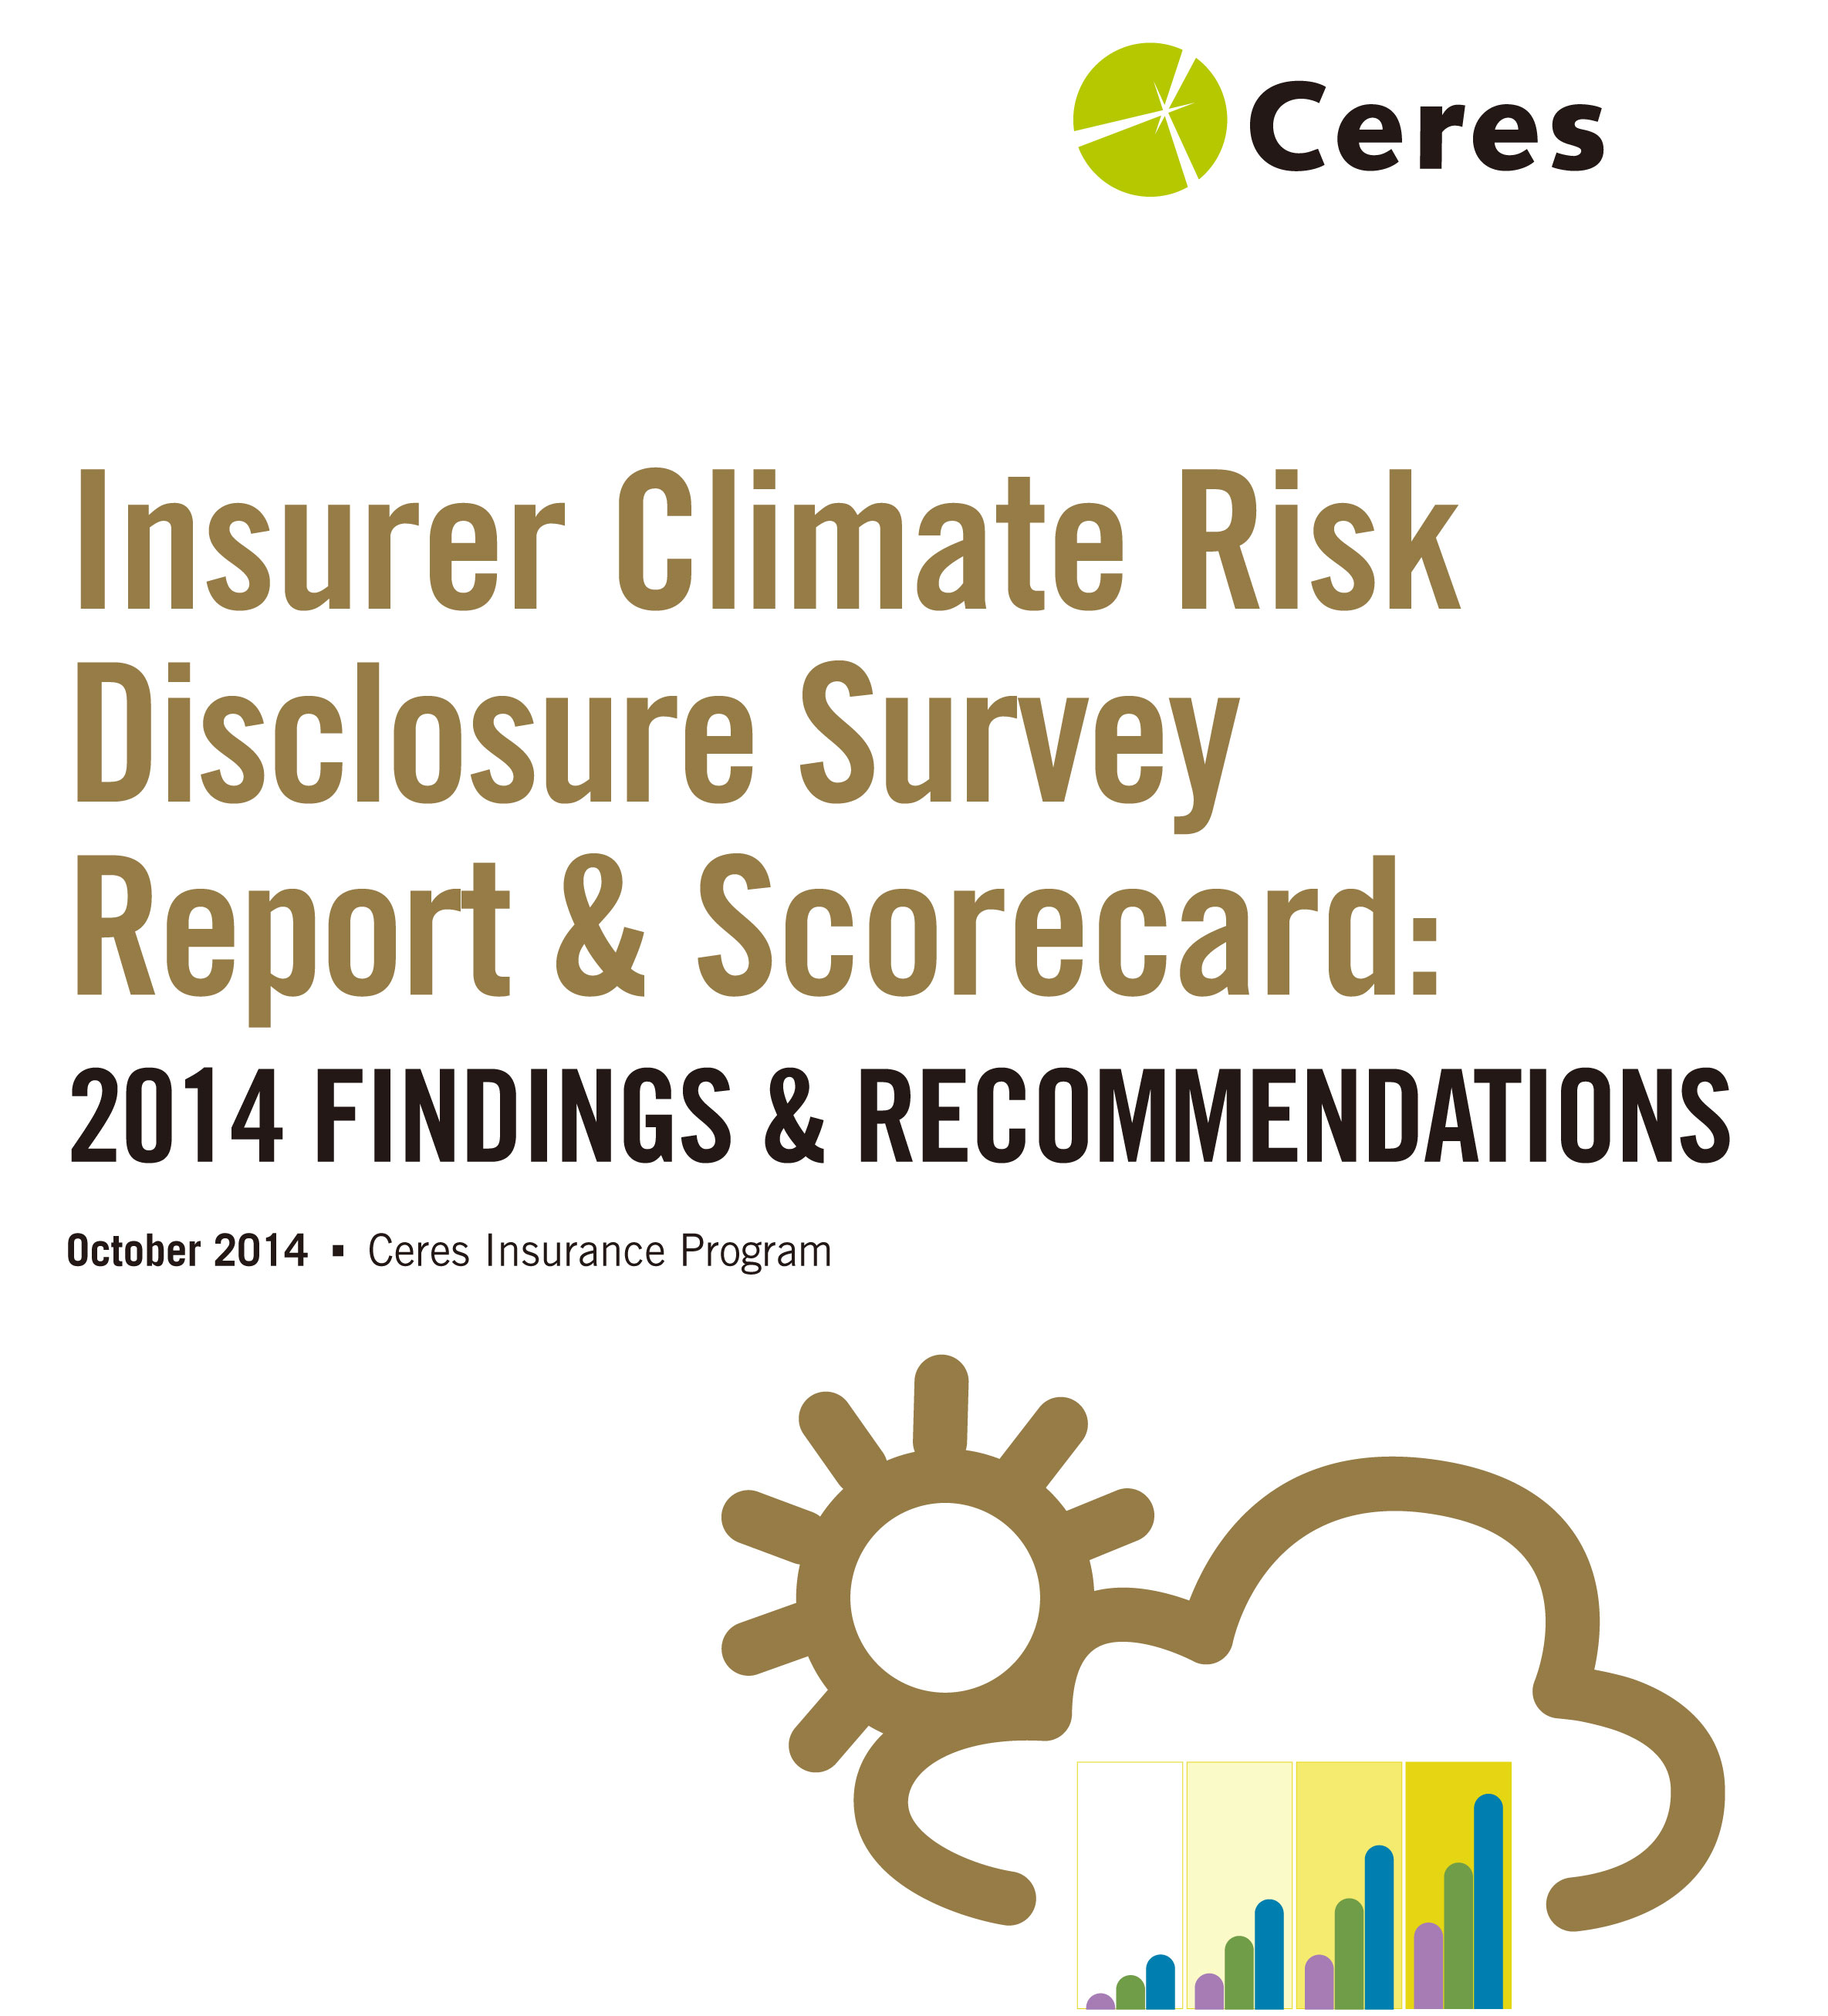 Ceres
Insurer Climate Risk
Disclosure Survey
Report & Scorecard:
2014 FINDINGS & RECOMMENDATIONS
October 2014 ▪ Ceres Insurance Program